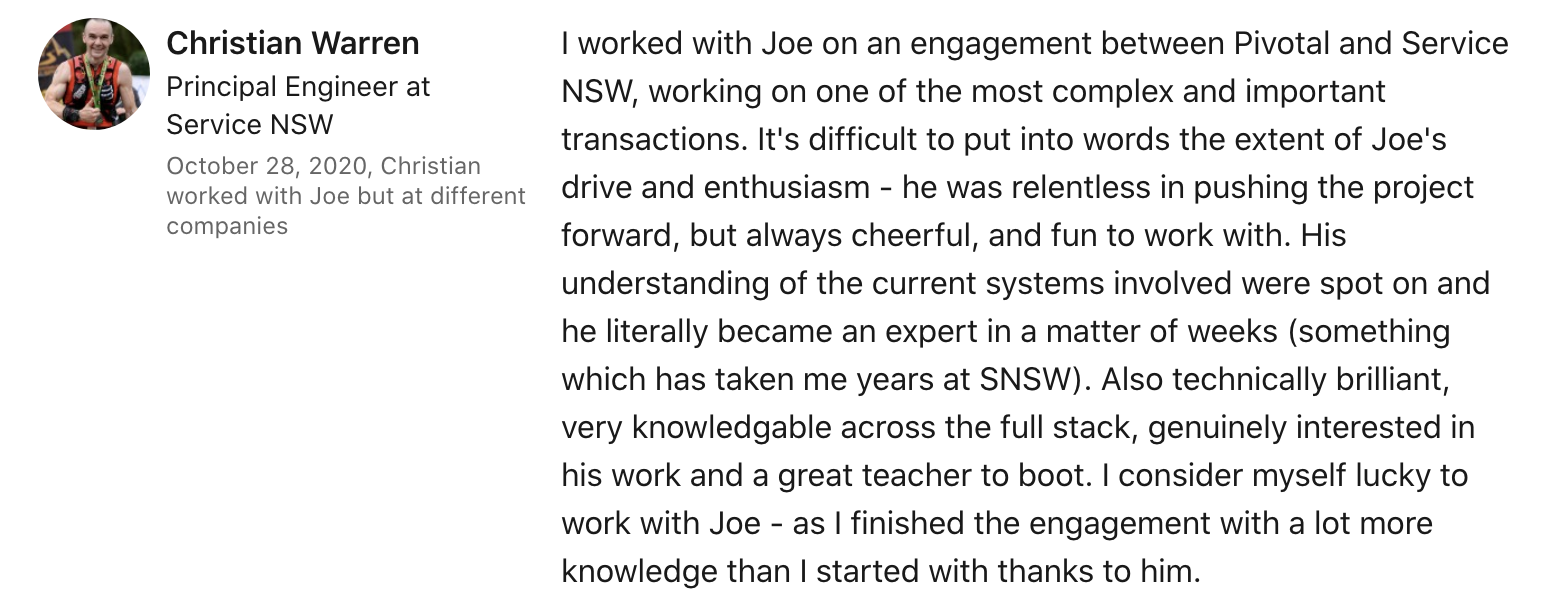 Christian Warren
Principal Engineer at
Service NSW
October 28, 2020, Christian
worked with Joe but at different
companies
I worked with Joe on an engagement between Pivotal and Service
NSW, working on one of the most complex and important
transactions. It's difficult to put into words the extent of Joe's
drive and enthusiasm - he was relentless in pushing the project
forward, but always cheerful, and fun to work with. His
understanding of the current systems involved were spot on and
he literally became an expert in a matter of weeks (something
which has taken me years at SNSW). Also technically brilliant,
very knowledgable across the full stack, genuinely interested in
his work and a great teacher to boot. I consider myself lucky to
work with Joe - as I finished the engagement with a lot more
knowledge than I started with thanks to him.